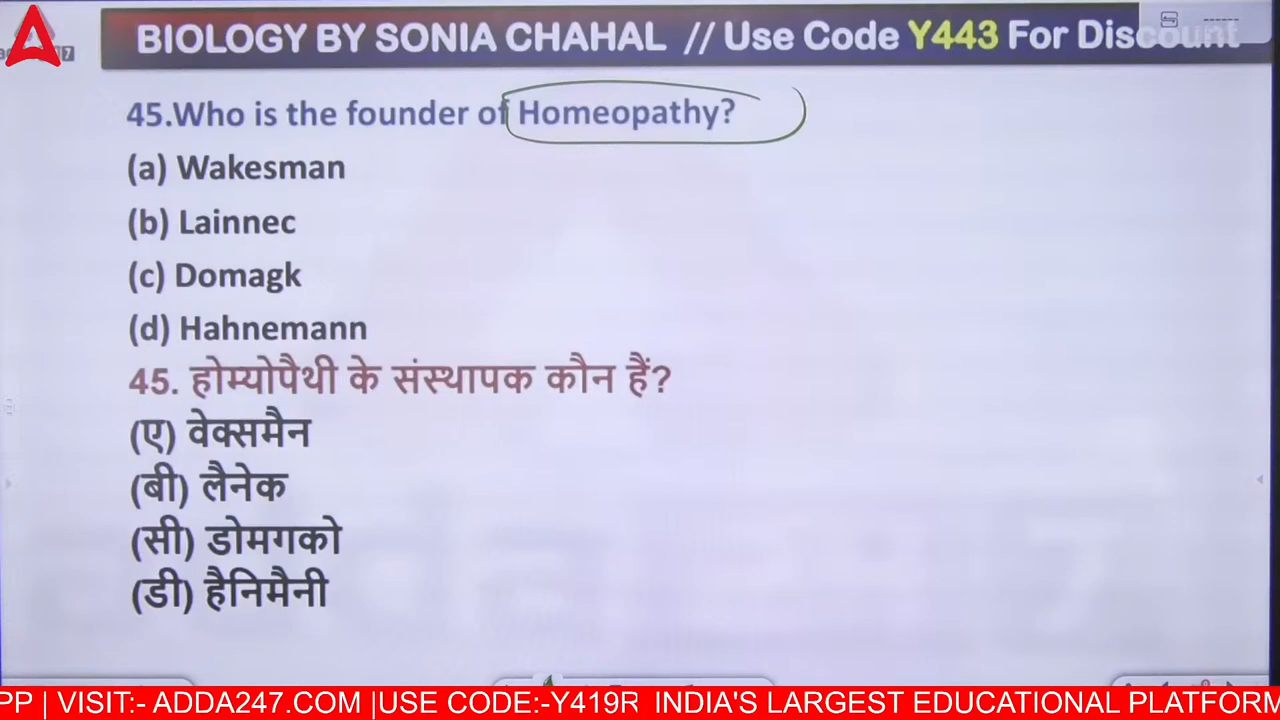 BIOLOGY BY SONIA CHAHAL // Use Code Y443 For Discount
45.Who is the founder of Homeopathy?
(a) Wakesman
(b) Lainnec
(c) Domagk
(d) Hahnemann
45. होम्योपैथी के संस्थापक कौन हैं?
(ए) वेक्समैन
(बी) लैनेक
(सी) डोमगको
(डी) हैनिमैनी
PP | VISIT:- ADDA247.COM |USE CODE:-Y419R INDIA'S LARGEST EDUCATIONAL PLATFORM